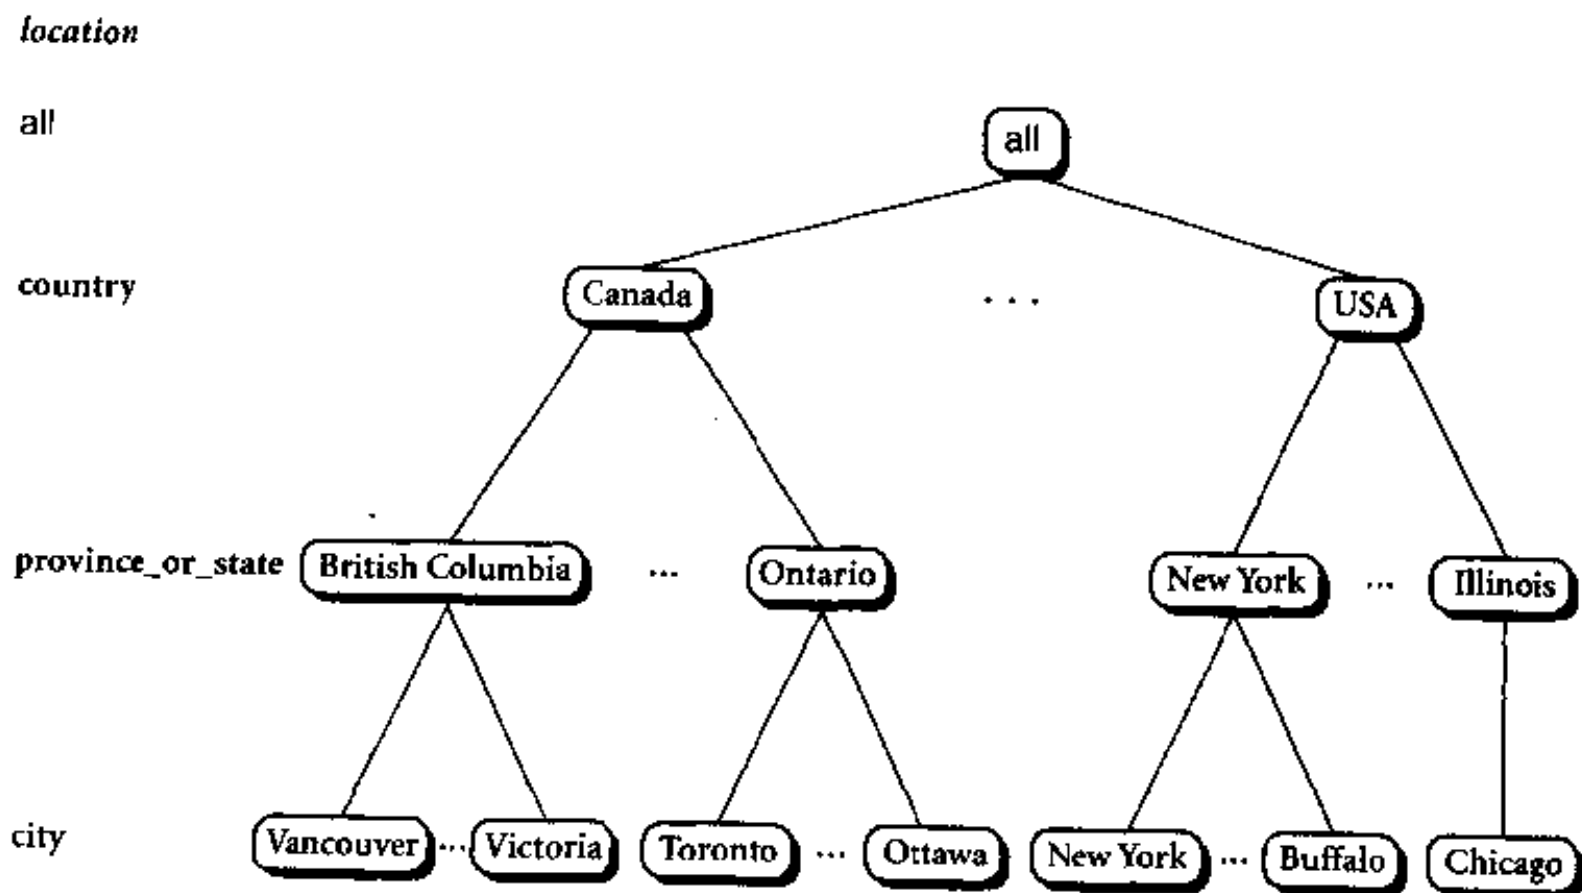 location
all all
country Canada ... USA
province_or_state British Columbia ... Ontario New York ... Illinois
city Vancouver ... Victoria Toronto ... Ottawa New York ... Buffalo Chicago